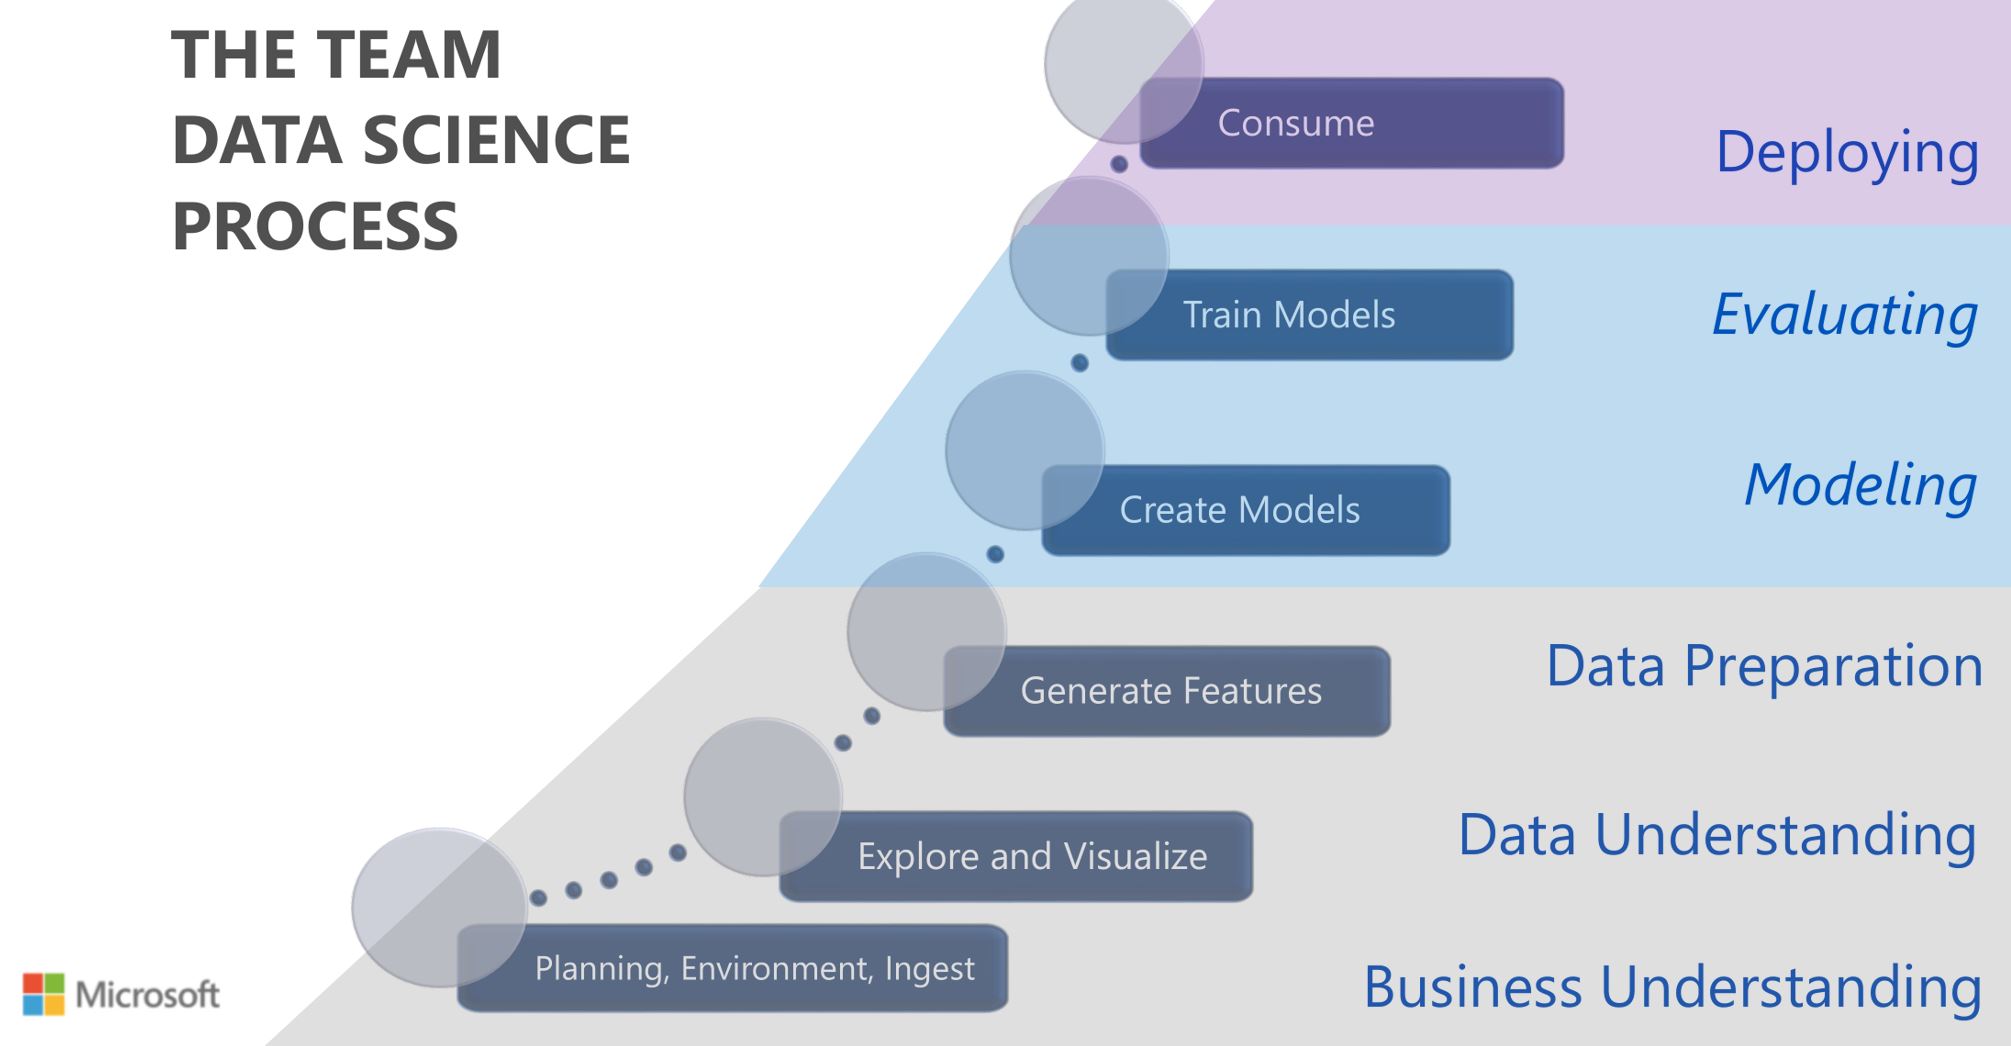 THE TEAM
DATA SCIENCE
PROCESS
Consume
Deploying
Train Models
Evaluating
Create Models
Modeling
Generate Features
Data Preparation
Explore and Visualize
Data Understanding
Planning, Environment, Ingest
Business Understanding
Microsoft